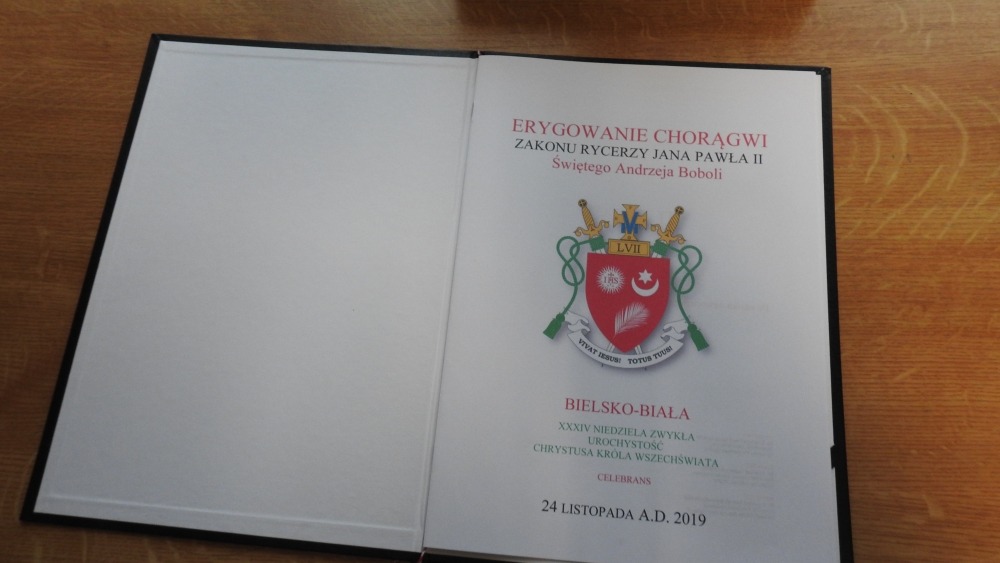 ERYGOWANIE CHORĄGWI
ZAKONU RYCERZY JANA PAWŁA II
Świętego Andrzeja Boboli
LVII
IHS
VIVAT IESUS! TOTUS TUUS!
BIELSKO-BIAŁA
XXXIV NIEDZIELA ZWYKŁA
UROCHYSTOŚĆ
CHRYSTUSA KRÓLA WSZECHŚWIATA
CELEBRANS
24 LISTOPADA A.D. 2019